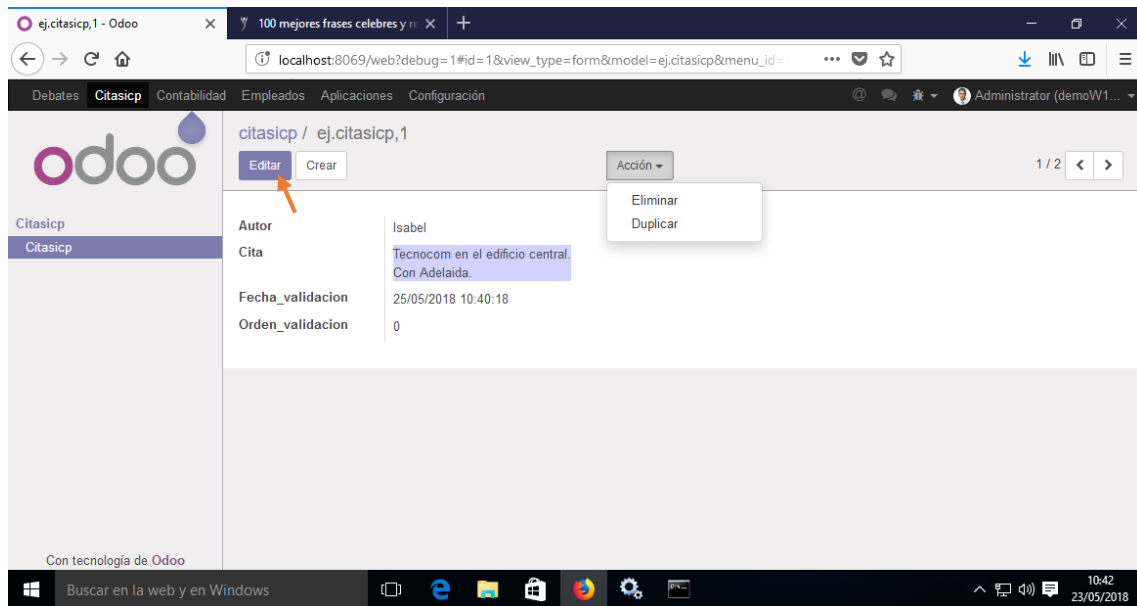 ej.citasicp,1 - Odoo
100 mejores frases celebres y re
localhost:8069/web?debug=1#id=1&view_type=form&model=ej.citasicp&menu_id=
Debates Citasicp Contabilidad Empleados Aplicaciones Configuración @ Administrator (demoW1...
odoo
citasicp / ej.citasicp,1
Editar Crear Acción 1 / 2
Eliminar
Duplicar
Citasicp
Citasicp
Autor Isabel
Cita Tecnocom en el edificio central.
Con Adelaida.
Fecha_validacion 25/05/2018 10:40:18
Orden_validacion 0
Con tecnología de Odoo
Buscar en la web y en Windows
10:42
23/05/2018